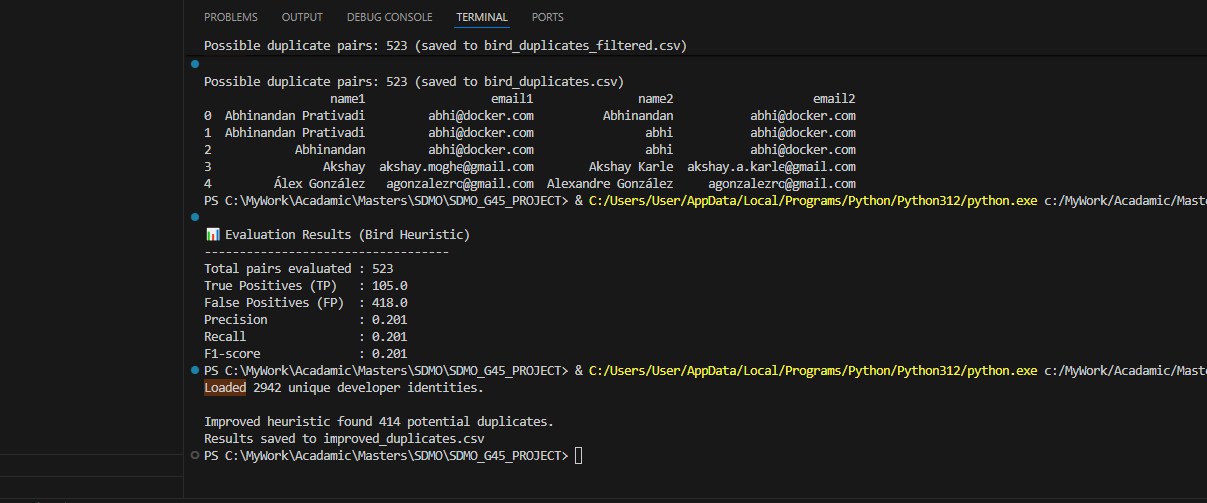 PROBLEMS OUTPUT DEBUG CONSOLE TERMINAL PORTS
Possible duplicate pairs: 523 (saved to bird_duplicates_filtered.csv)
Possible duplicate pairs: 523 (saved to bird_duplicates.csv)
name1 email1 name2 email2
0 Abhinandan Prativadi abhi@docker.com Abhinandan abhi@docker.com
1 Abhinandan Prativadi abhi@docker.com abhi abhi@docker.com
2 Abhinandan abhi@docker.com abhi abhi@docker.com
3 Akshay akshay.moghe@gmail.com Akshay Karle akshay.a.karle@gmail.com
4 Álex González agonzalezro@gmail.com Alexandre González agonzalezro@gmail.com
PS C:\MyWork\Acadamic\Masters\SDMO\SDMO_G45_PROJECT> & C:/Users/User/AppData/Local/Programs/Python/Python312/python.exe c:/MyWork/Acadamic/Maste
📊 Evaluation Results (Bird Heuristic)
-----------------------------------
Total pairs evaluated : 523
True Positives (TP) : 105.0
False Positives (FP) : 418.0
Precision : 0.201
Recall : 0.201
F1-score : 0.201
PS C:\MyWork\Acadamic\Masters\SDMO\SDMO_G45_PROJECT> & C:/Users/User/AppData/Local/Programs/Python/Python312/python.exe c:/MyWork/Acadamic/Maste
Loaded 2942 unique developer identities.
Improved heuristic found 414 potential duplicates.
Results saved to improved_duplicates.csv
PS C:\MyWork\Acadamic\Masters\SDMO\SDMO_G45_PROJECT>